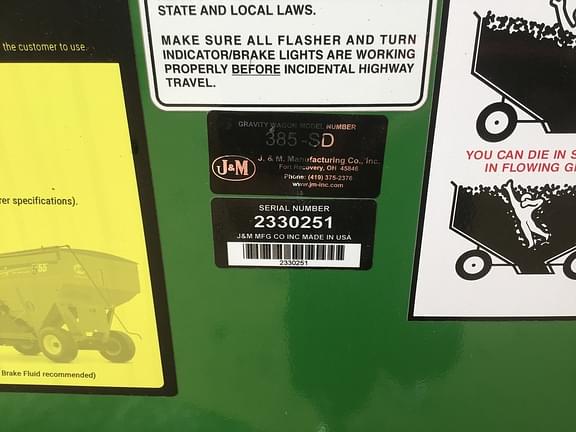 STATE AND LOCAL LAWS.
MAKE SURE ALL FLASHER AND TURN
INDICATOR/BRAKE LIGHTS ARE WORKING
PROPERLY BEFORE INCIDENTAL HIGHWAY
TRAVEL.
the customer to use.
rer specifications).
Brake Fluid recommended)
GRAVITY WAGON MODEL NUMBER
385-SD
J&M
J. & M. Manufacturing Co., Inc.
Fort Recovery, OH 45846
Phone: (419) 375-2376
www.jm-inc.com
SERIAL NUMBER
2330251
J&M MFG CO INC MADE IN USA
2330251
YOU CAN DIE IN S
IN FLOWING G